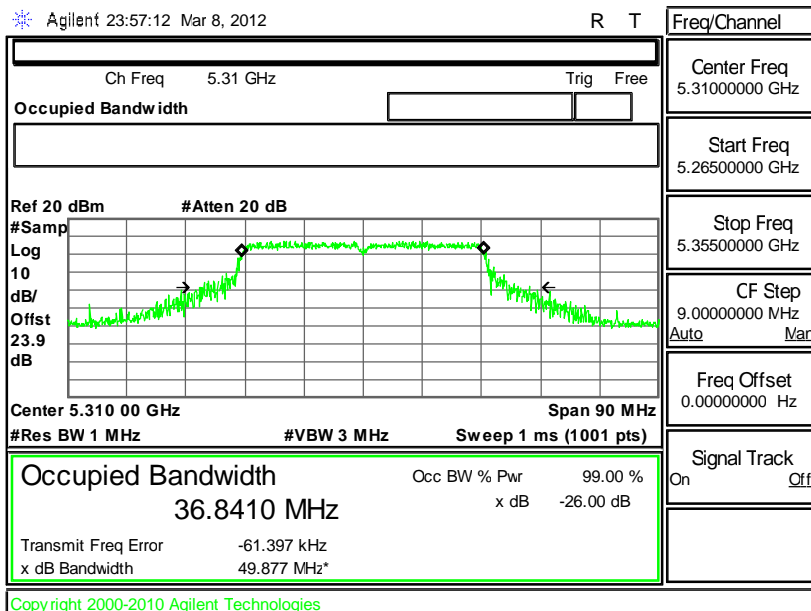 Agilent 23:57:12 Mar 8, 2012 R T
Freq/Channel
Ch Freq 5.31 GHz Trig Free
Occupied Bandwidth
Center Freq
5.31000000 GHz
Start Freq
5.26500000 GHz
Ref 20 dBm #Atten 20 dB
#Samp
Log
10
dB/
Offst
23.9
dB
Stop Freq
5.35500000 GHz
CF Step
9.00000000 MHz
Auto Man
Freq Offset
0.00000000 Hz
Center 5.310 00 GHz Span 90 MHz
#Res BW 1 MHz #VBW 3 MHz Sweep 1 ms (1001 pts)
Signal Track
On Off
Occupied Bandwidth Occ BW % Pwr 99.00 %
36.8410 MHz x dB -26.00 dB
Transmit Freq Error -61.397 kHz
x dB Bandwidth 49.877 MHz*
Copyright 2000-2010 Agilent Technologies